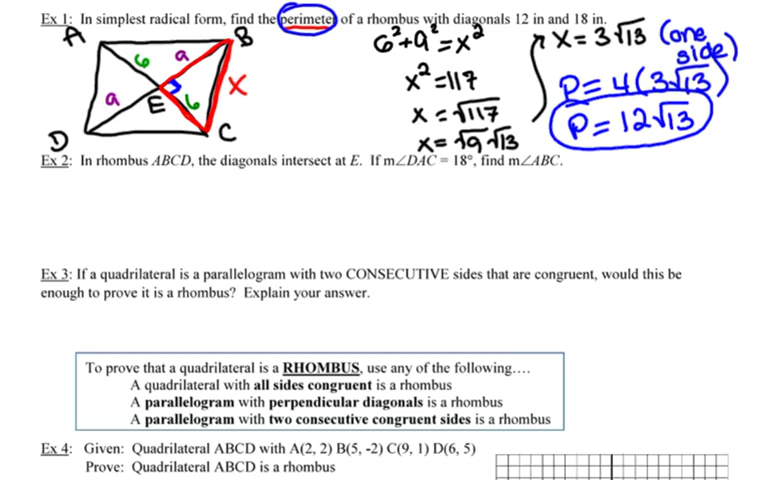 Ex 1: In simplest radical form, find the perimeter of a rhombus with diagonals 12 in and 18 in.
A B
6 9
9 E 6 X
D C
6² + 9² = x²
x² = 117
x = √117
x = √9 √13
x = 3√13 (one side)
P = 4(3√13)
P = 12√13
Ex 2: In rhombus ABCD, the diagonals intersect at E. If m∠DAC = 18°, find m∠ABC.
Ex 3: If a quadrilateral is a parallelogram with two CONSECUTIVE sides that are congruent, would this be
enough to prove it is a rhombus? Explain your answer.
To prove that a quadrilateral is a RHOMBUS, use any of the following….
A quadrilateral with all sides congruent is a rhombus
A parallelogram with perpendicular diagonals is a rhombus
A parallelogram with two consecutive congruent sides is a rhombus
Ex 4: Given: Quadrilateral ABCD with A(2, 2) B(5, -2) C(9, 1) D(6, 5)
Prove: Quadrilateral ABCD is a rhombus